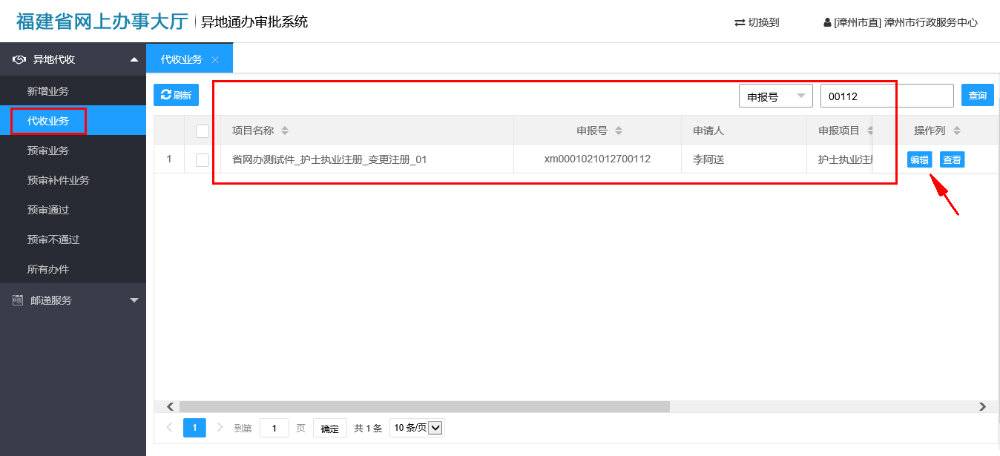 福建省网上办事大厅 异地通办审批系统 切换到 [漳州市直] 漳州市行政服务中心
异地代收
代收业务
新增业务
代收业务
预审业务
预审补件业务
预审通过
预审不通过
所有办件
邮递服务
刷新 申报号 00112 查询
项目名称 申报号 申请人 申报项目 操作列
1 省网办测试件_护士执业注册_变更注册_01 xm0001021012700112 李阿送 护士执业注 编辑 查看
1 到第 1 页 确定 共 1 条 10 条/页